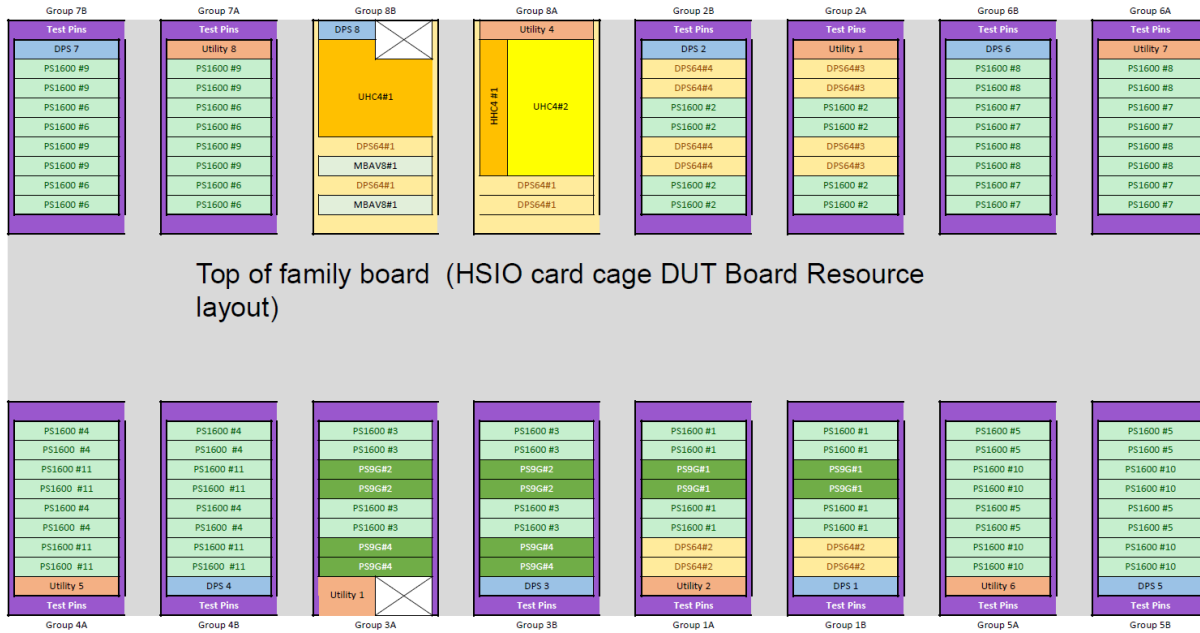 Group 7B
Test Pins
DPS 7
PS1600 #9
PS1600 #9
PS1600 #6
PS1600 #6
PS1600 #9
PS1600 #9
PS1600 #6
PS1600 #6
Group 7A
Test Pins
Utility 8
PS1600 #9
PS1600 #9
PS1600 #6
PS1600 #6
PS1600 #9
PS1600 #9
PS1600 #6
PS1600 #6
Group 8B
DPS 8
UHC4#1
DPS64#1
MBAV8#1
DPS64#1
MBAV8#1
Group 8A
Utility 4
HHC4 #1
UHC4#2
DPS64#1
DPS64#1
Group 2B
Test Pins
DPS 2
DPS64#4
DPS64#4
PS1600 #2
PS1600 #2
DPS64#4
DPS64#4
PS1600 #2
PS1600 #2
Group 2A
Test Pins
Utility 1
DPS64#3
DPS64#3
PS1600 #2
PS1600 #2
DPS64#3
DPS64#3
PS1600 #2
PS1600 #2
Group 6B
Test Pins
DPS 6
PS1600 #8
PS1600 #8
PS1600 #7
PS1600 #7
PS1600 #8
PS1600 #8
PS1600 #7
PS1600 #7
Group 6A
Test Pins
Utility 7
PS1600 #8
PS1600 #8
PS1600 #7
PS1600 #7
PS1600 #8
PS1600 #8
PS1600 #7
PS1600 #7
Top of family board (HSIO card cage DUT Board Resource
layout)
PS1600 #4
PS1600 #4
PS1600 #11
PS1600 #11
PS1600 #4
PS1600 #4
PS1600 #11
PS1600 #11
Utility 5
Test Pins
Group 4A
PS1600 #4
PS1600 #4
PS1600 #11
PS1600 #11
PS1600 #4
PS1600 #4
PS1600 #11
PS1600 #11
DPS 4
Test Pins
Group 4B
PS1600 #3
PS1600 #3
PS9G#2
PS9G#2
PS1600 #3
PS1600 #3
PS9G#4
PS9G#4
Utility 1
Group 3A
PS1600 #3
PS1600 #3
PS9G#2
PS9G#2
PS1600 #3
PS1600 #3
PS9G#4
PS9G#4
DPS 3
Test Pins
Group 3B
PS1600 #1
PS1600 #1
PS9G#1
PS9G#1
PS1600 #1
PS1600 #1
DPS64#2
DPS64#2
Utility 2
Test Pins
Group 1A
PS1600 #1
PS1600 #1
PS9G#1
PS9G#1
PS1600 #1
PS1600 #1
DPS64#2
DPS64#2
DPS 1
Test Pins
Group 1B
PS1600 #5
PS1600 #5
PS1600 #10
PS1600 #10
PS1600 #5
PS1600 #5
PS1600 #10
PS1600 #10
Utility 6
Test Pins
Group 5A
PS1600 #5
PS1600 #5
PS1600 #10
PS1600 #10
PS1600 #5
PS1600 #5
PS1600 #10
PS1600 #10
DPS 5
Test Pins
Group 5B